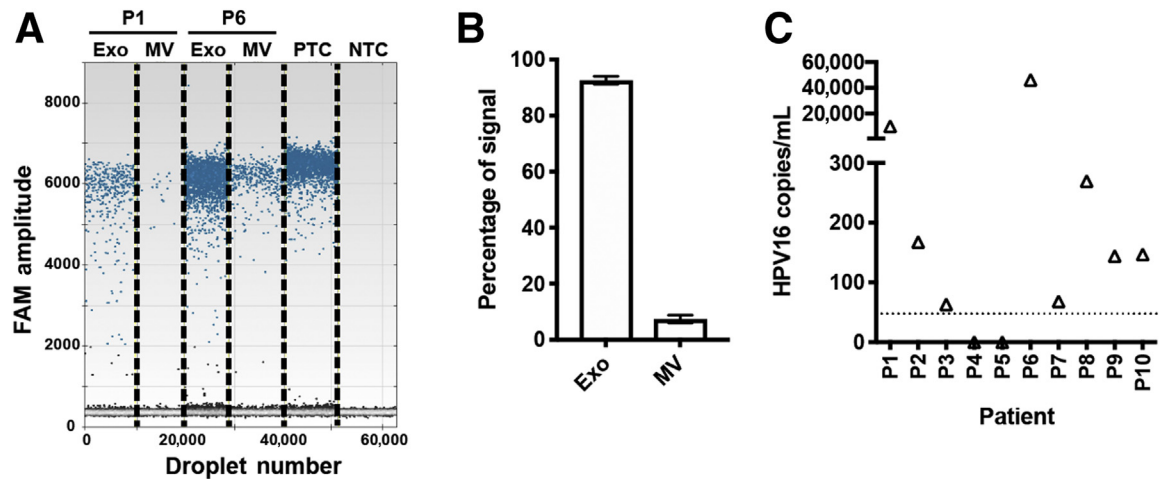 A
P1 P6
Exo MV Exo MV PTC NTC
8000
6000
4000
2000
0
FAM amplitude
0 20,000 40,000 60,000
Droplet number
B
100
80
60
40
20
0
Percentage of signal
Exo MV
C
60,000
40,000
20,000
300
200
100
0
HPV16 copies/mL
P1 P2 P3 P4 P5 P6 P7 P8 P9 P10
Patient